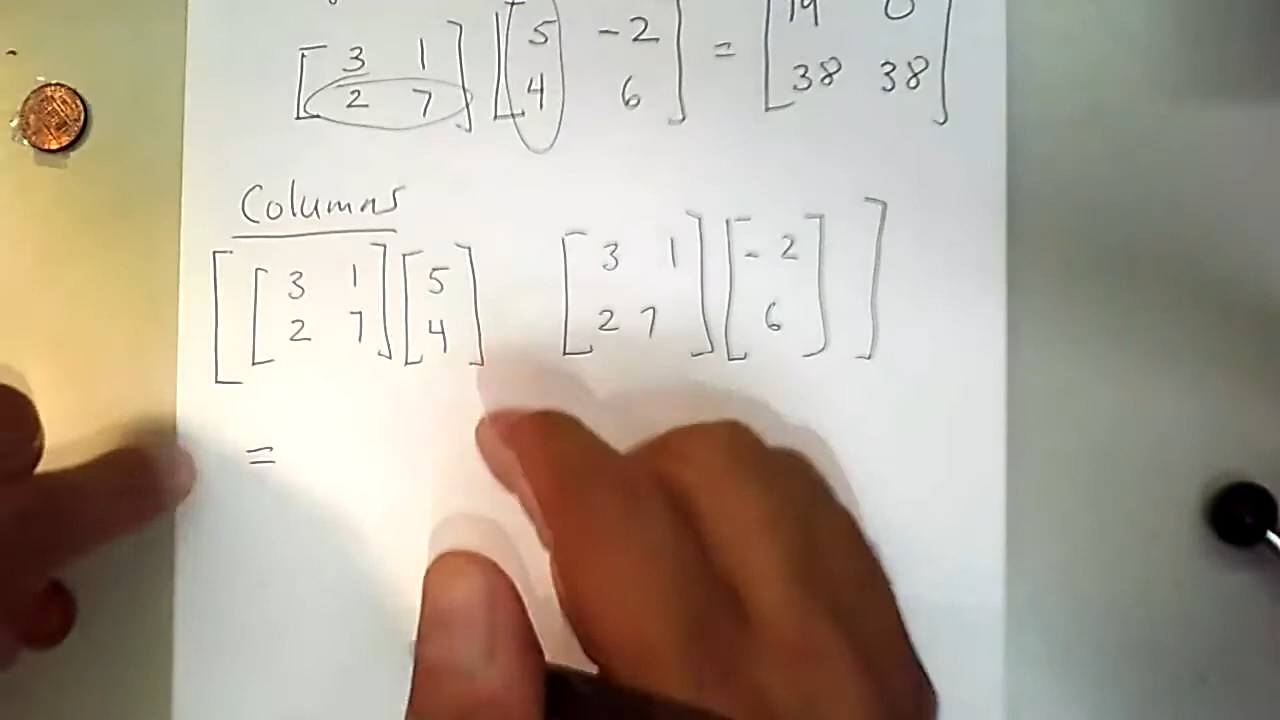 [3 1] [5 -2] = [19 0]
[2 7] [4 6] [38 38]
Columns
[[3 1] [5] [3 1] [-2]]
[[2 7] [4] [2 7] [6]]
=